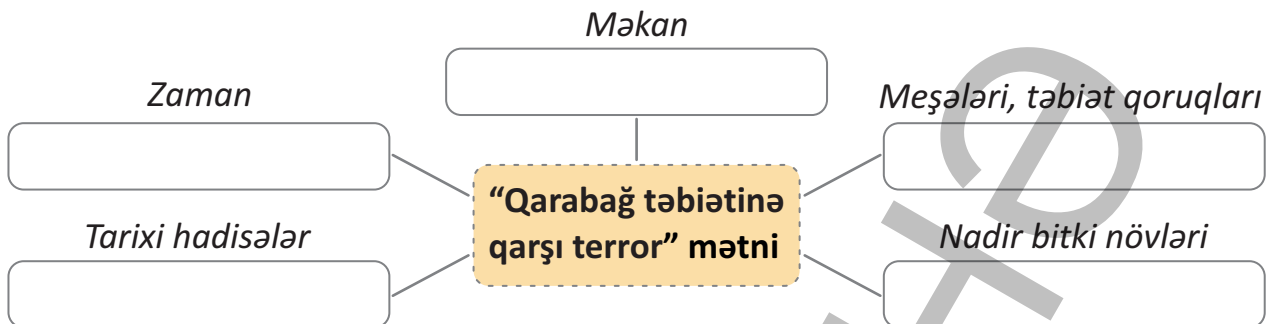 Məkan
Zaman
Meşələri, təbiət qoruqları
“Qarabağ təbiətinə
qarşı terror” mətni
Tarixi hadisələr
Nadir bitki növləri